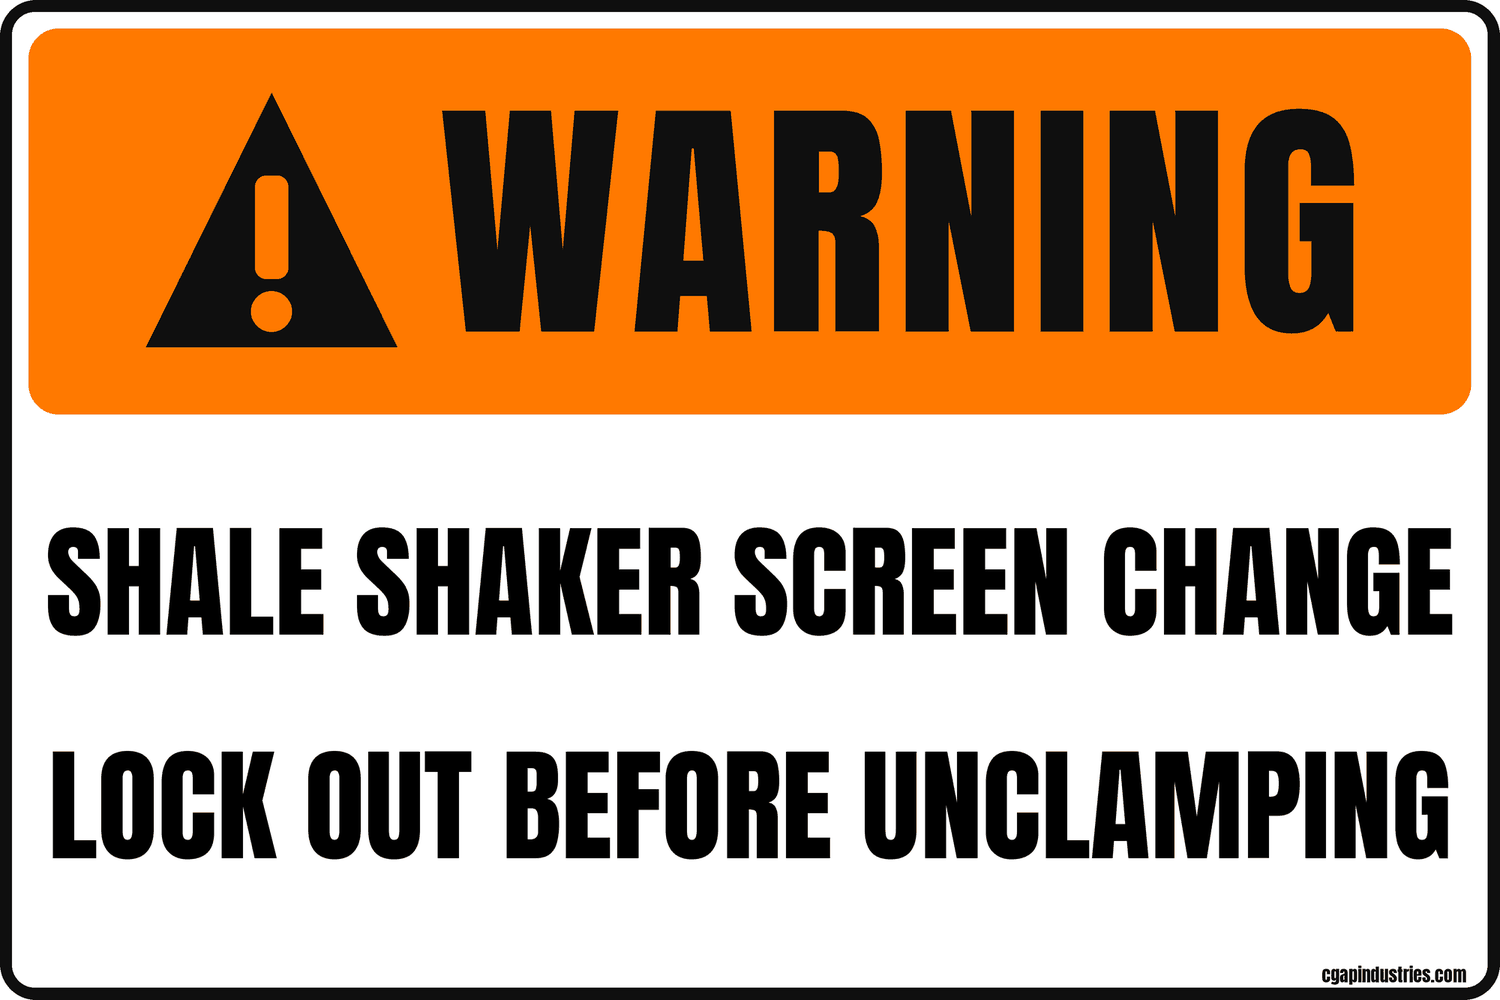 WARNING
SHALE SHAKER SCREEN CHANGE
LOCK OUT BEFORE UNCLAMPING
cgapindustries.com